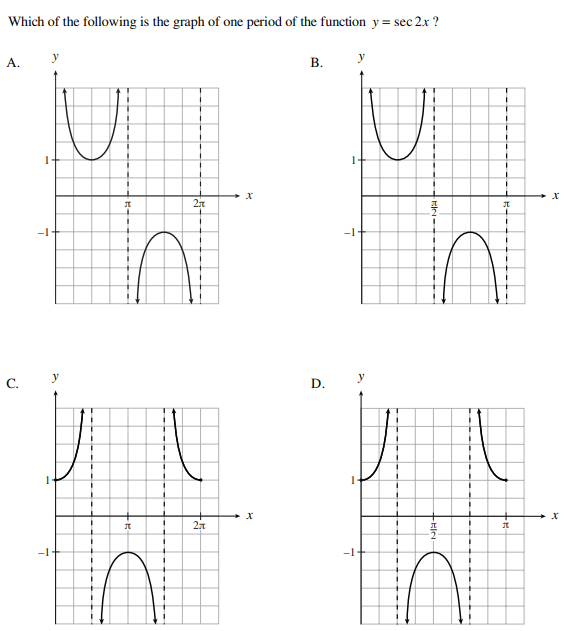 Which of the following is the graph of one period of the function y = sec 2x ?
A.
y
1
-1
π
2π
x
B.
y
1
-1
π/2
π
x
C.
y
1
-1
π
2π
x
D.
y
1
-1
π/2
π
x